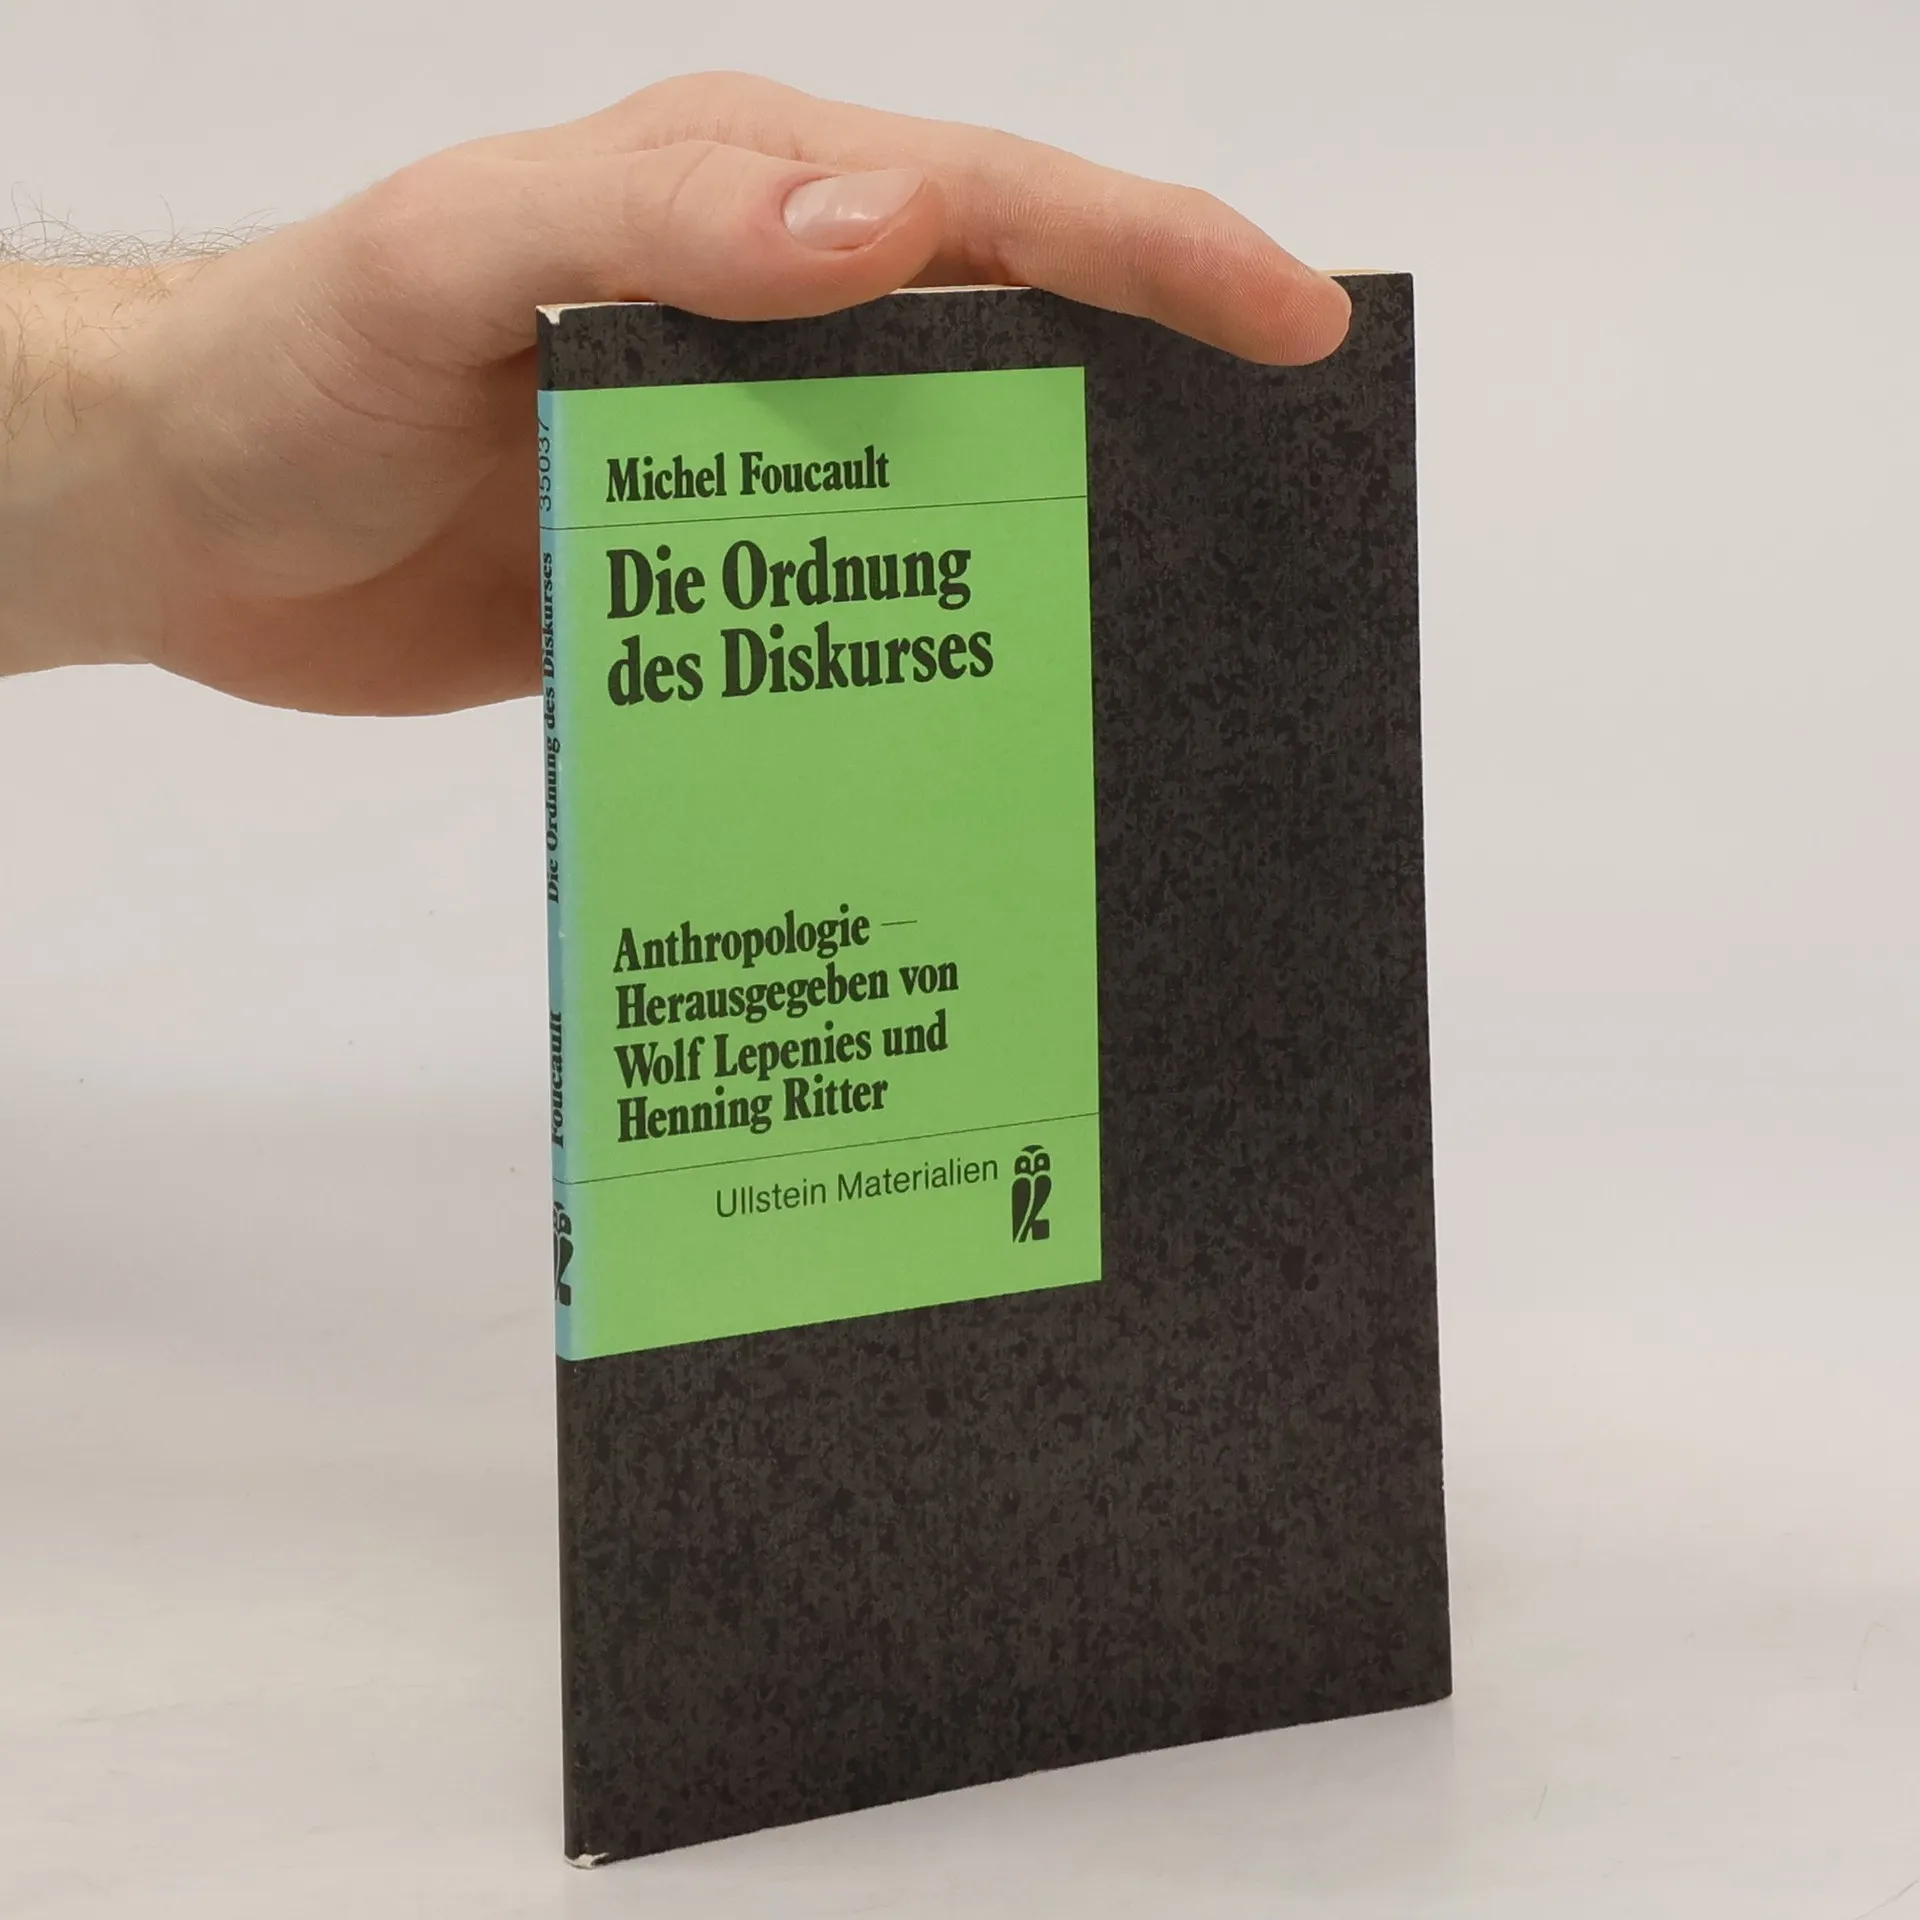 Michel Foucault
Die Ordnung
des Diskurses
Anthropologie —
Herausgegeben von
Wolf Lepenies und
Henning Ritter
Ullstein Materialien
Foucault
Die Ordnung des Diskurses
35037